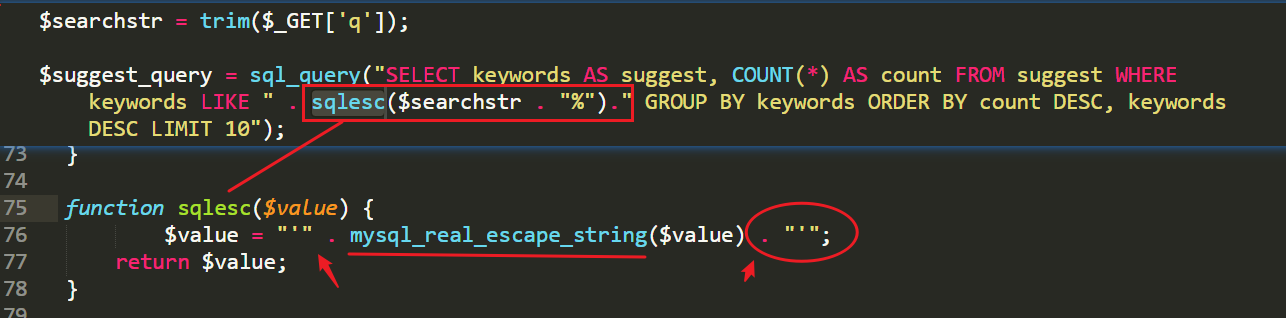 $searchstr = trim($_GET['q']);
$suggest_query = sql_query("SELECT keywords AS suggest, COUNT(*) AS count FROM suggest WHERE
keywords LIKE " . sqlesc($searchstr . "%")." GROUP BY keywords ORDER BY count DESC, keywords
DESC LIMIT 10");
73 }
74
75 function sqlesc($value) {
76 $value = "'" . mysql_real_escape_string($value) . "'";
77 return $value;
78 }
79